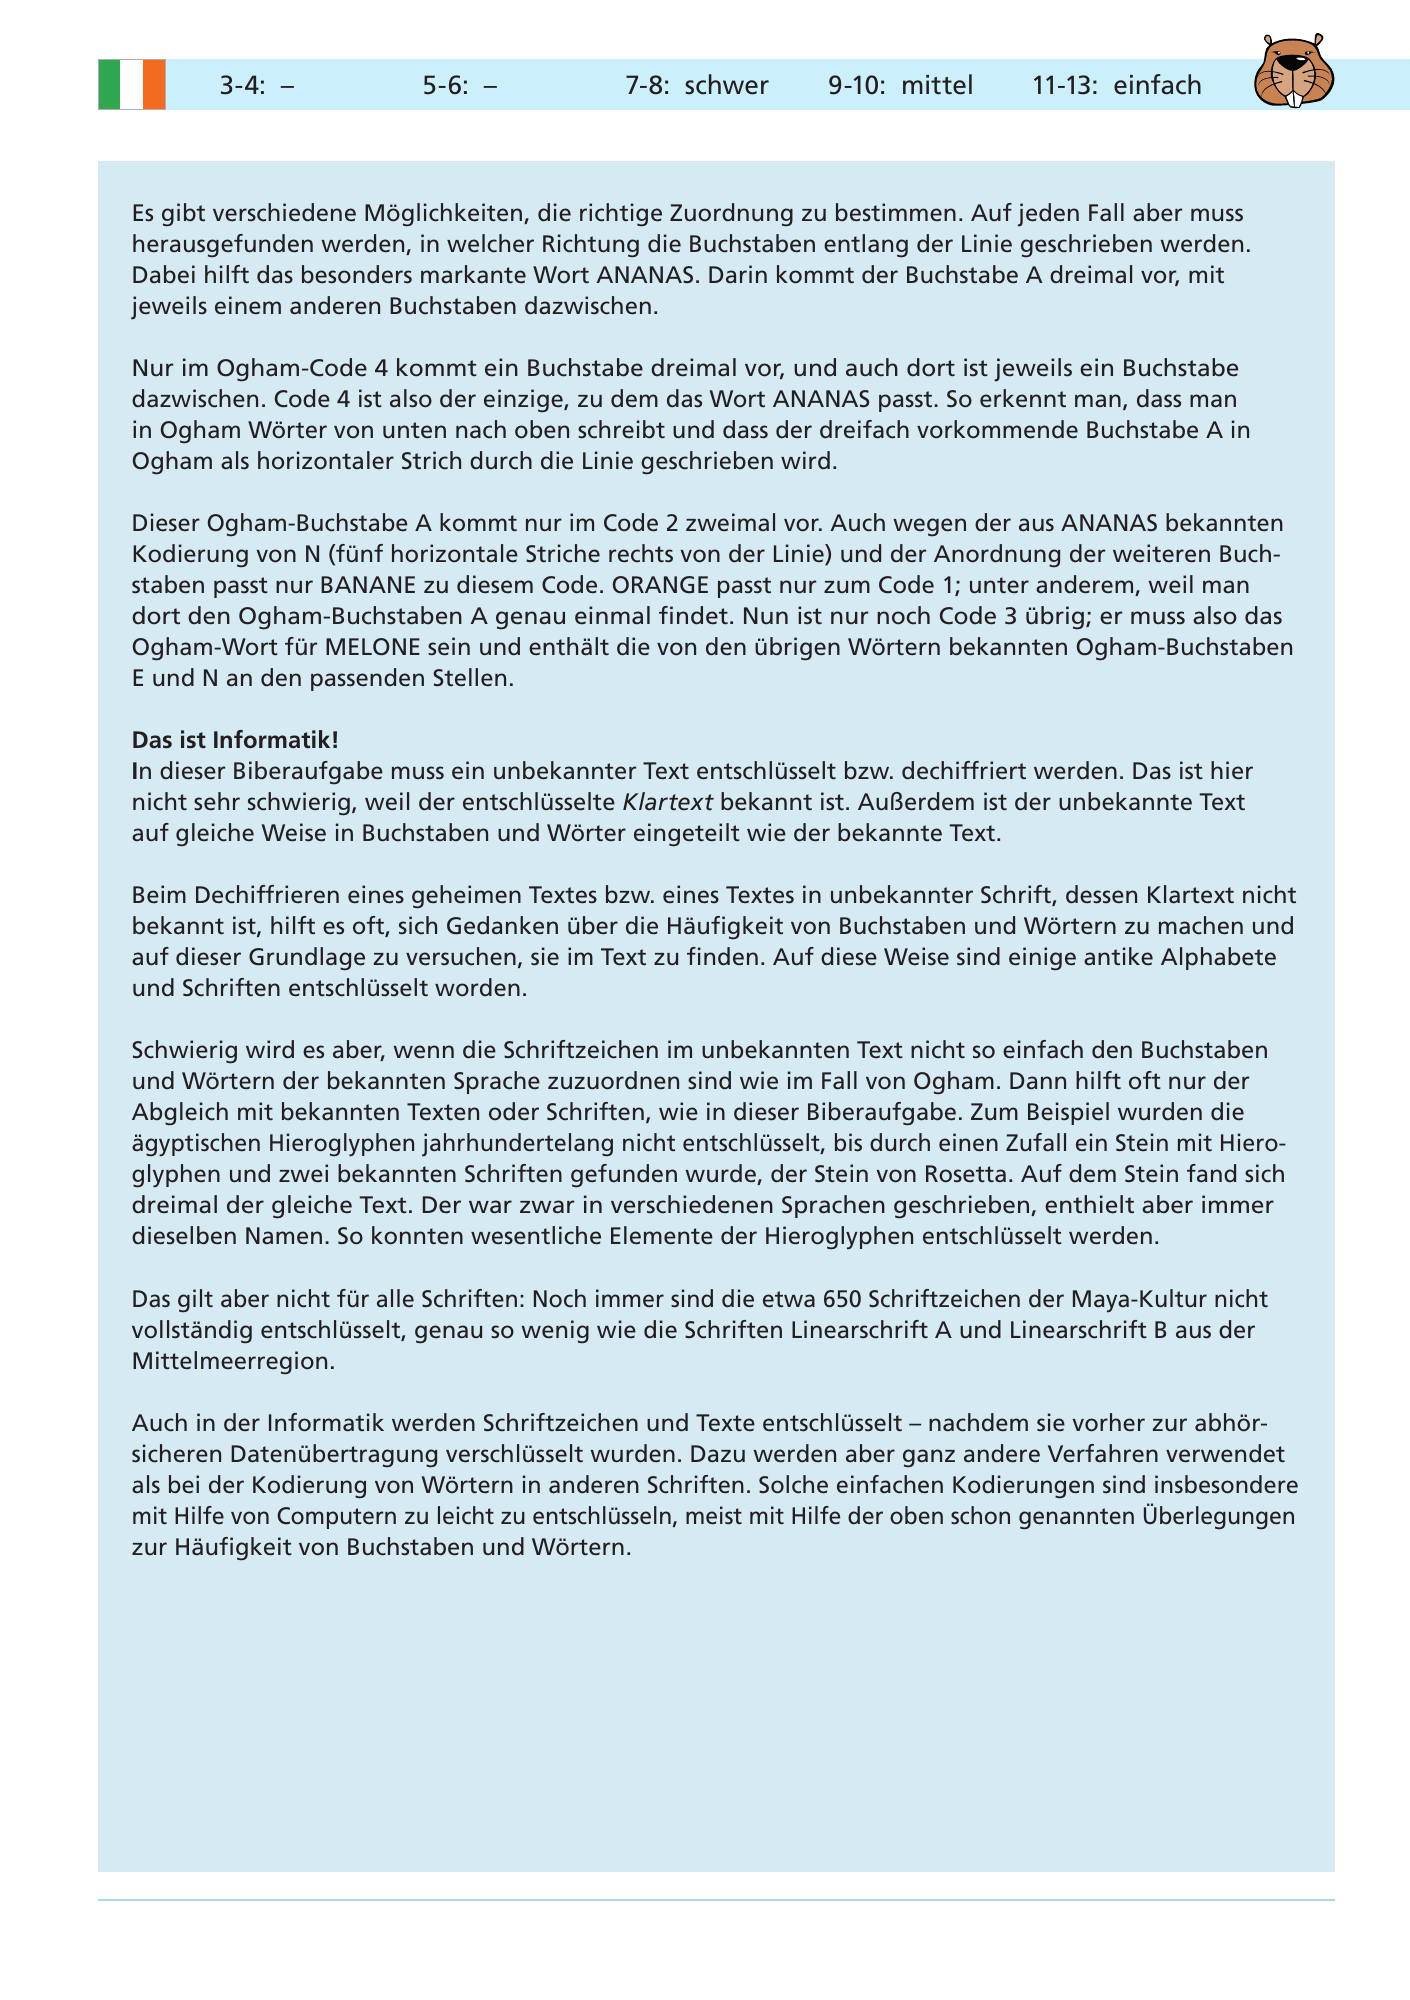 3-4: –   5-6: –   7-8: schwer   9-10: mittel   11-13: einfach
Es gibt verschiedene Möglichkeiten, die richtige Zuordnung zu bestimmen. Auf jeden Fall aber muss
herausgefunden werden, in welcher Richtung die Buchstaben entlang der Linie geschrieben werden.
Dabei hilft das besonders markante Wort ANANAS. Darin kommt der Buchstabe A dreimal vor, mit
jeweils einem anderen Buchstaben dazwischen.
Nur im Ogham-Code 4 kommt ein Buchstabe dreimal vor, und auch dort ist jeweils ein Buchstabe
dazwischen. Code 4 ist also der einzige, zu dem das Wort ANANAS passt. So erkennt man, dass man
in Ogham Wörter von unten nach oben schreibt und dass der dreifach vorkommende Buchstabe A in
Ogham als horizontaler Strich durch die Linie geschrieben wird.
Dieser Ogham-Buchstabe A kommt nur im Code 2 zweimal vor. Auch wegen der aus ANANAS bekannten
Kodierung von N (fünf horizontale Striche rechts von der Linie) und der Anordnung der weiteren Buch-
staben passt nur BANANE zu diesem Code. ORANGE passt nur zum Code 1; unter anderem, weil man
dort den Ogham-Buchstaben A genau einmal findet. Nun ist nur noch Code 3 übrig; er muss also das
Ogham-Wort für MELONE sein und enthält die von den übrigen Wörtern bekannten Ogham-Buchstaben
E und N an den passenden Stellen.
Das ist Informatik!
In dieser Biberaufgabe muss ein unbekannter Text entschlüsselt bzw. dechiffriert werden. Das ist hier
nicht sehr schwierig, weil der entschlüsselte Klartext bekannt ist. Außerdem ist der unbekannte Text
auf gleiche Weise in Buchstaben und Wörter eingeteilt wie der bekannte Text.
Beim Dechiffrieren eines geheimen Textes bzw. eines Textes in unbekannter Schrift, dessen Klartext nicht
bekannt ist, hilft es oft, sich Gedanken über die Häufigkeit von Buchstaben und Wörtern zu machen und
auf dieser Grundlage zu versuchen, sie im Text zu finden. Auf diese Weise sind einige antike Alphabete
und Schriften entschlüsselt worden.
Schwierig wird es aber, wenn die Schriftzeichen im unbekannten Text nicht so einfach den Buchstaben
und Wörtern der bekannten Sprache zuzuordnen sind wie im Fall von Ogham. Dann hilft oft nur der
Abgleich mit bekannten Texten oder Schriften, wie in dieser Biberaufgabe. Zum Beispiel wurden die
ägyptischen Hieroglyphen jahrhundertelang nicht entschlüsselt, bis durch einen Zufall ein Stein mit Hiero-
glyphen und zwei bekannten Schriften gefunden wurde, der Stein von Rosetta. Auf dem Stein fand sich
dreimal der gleiche Text. Der war zwar in verschiedenen Sprachen geschrieben, enthielt aber immer
dieselben Namen. So konnten wesentliche Elemente der Hieroglyphen entschlüsselt werden.
Das gilt aber nicht für alle Schriften: Noch immer sind die etwa 650 Schriftzeichen der Maya-Kultur nicht
vollständig entschlüsselt, genau so wenig wie die Schriften Linearschrift A und Linearschrift B aus der
Mittelmeerregion.
Auch in der Informatik werden Schriftzeichen und Texte entschlüsselt – nachdem sie vorher zur abhör-
sicheren Datenübertragung verschlüsselt wurden. Dazu werden aber ganz andere Verfahren verwendet
als bei der Kodierung von Wörtern in anderen Schriften. Solche einfachen Kodierungen sind insbesondere
mit Hilfe von Computern zu leicht zu entschlüsseln, meist mit Hilfe der oben schon genannten Überlegungen
zur Häufigkeit von Buchstaben und Wörtern.